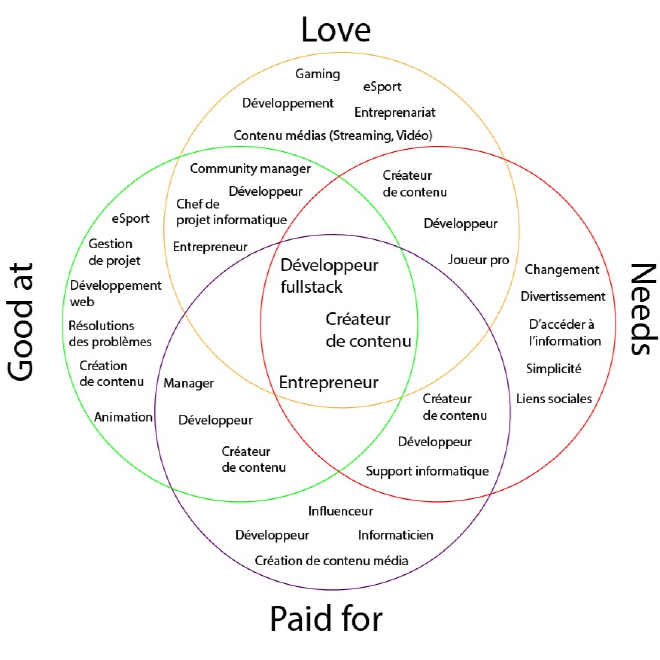 Love
Gaming
eSport
Développement
Entreprenariat
Contenu médias (Streaming, Vidéo)
Community manager
Développeur
Chef de
projet informatique
Entrepreneur
Créateur
de contenu
Développeur
Joueur pro
Good at
eSport
Gestion
de projet
Développement
web
Résolutions
des problèmes
Création
de contenu
Animation
Développeur
fullstack
Créateur
de contenu
Entrepreneur
Needs
Changement
Divertissement
D'accéder à
l'information
Simplicité
Liens sociales
Manager
Développeur
Créateur
de contenu
Créateur
de contenu
Développeur
Support informatique
Influenceur
Développeur
Informaticien
Création de contenu média
Paid for